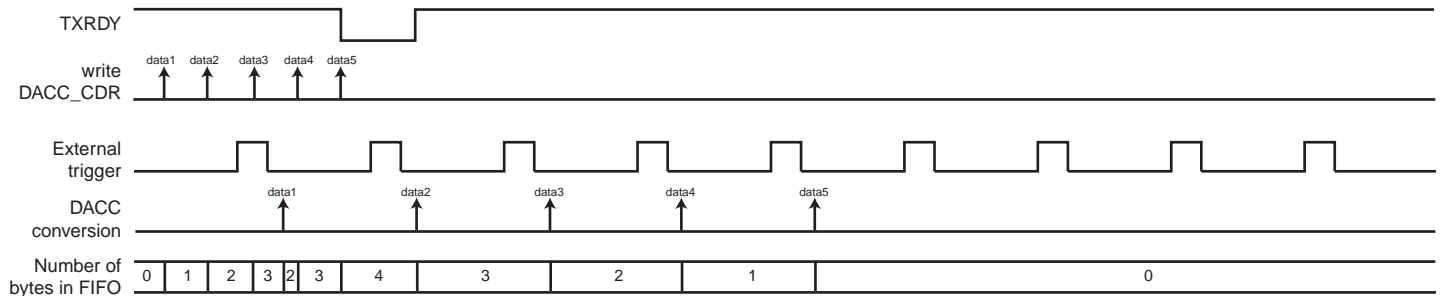 TXRDY
data1 data2 data3 data4 data5
write
DACC_CDR
External
trigger
data1 data2 data3 data4 data5
DACC
conversion
Number of
bytes in FIFO
0 1 2 3 2 3 4 3 2 1 0